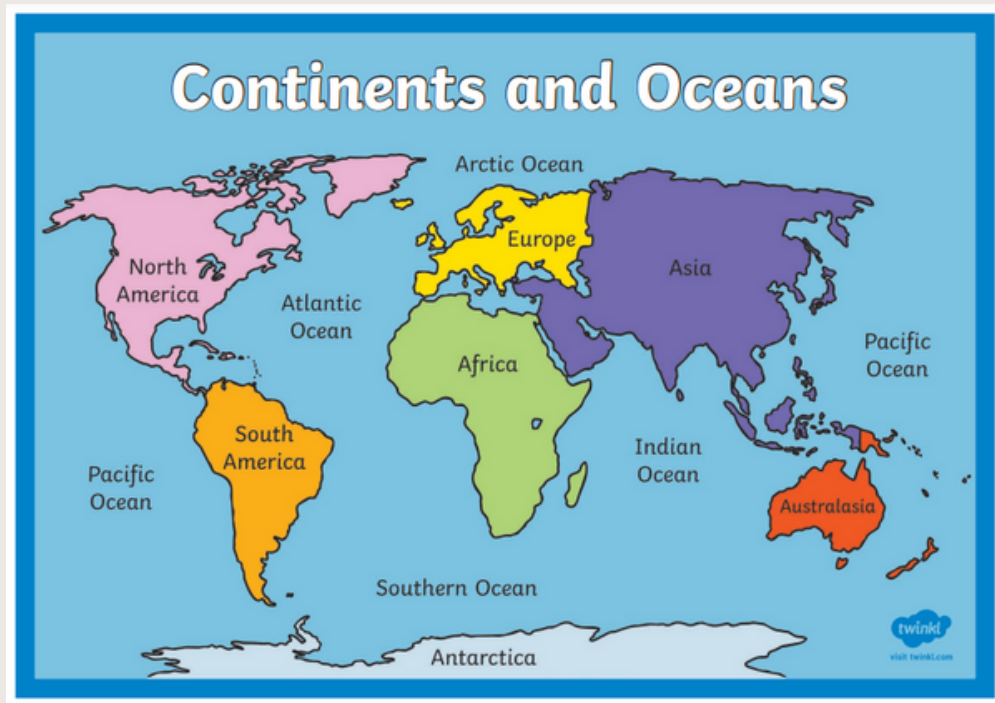 Continents and Oceans
Arctic Ocean
Europe
North
America
Asia
Atlantic
Ocean
Pacific
Ocean
Africa
South
America
Indian
Ocean
Pacific
Ocean
Australasia
Southern Ocean
twinkl
visit twinkl.com
Antarctica